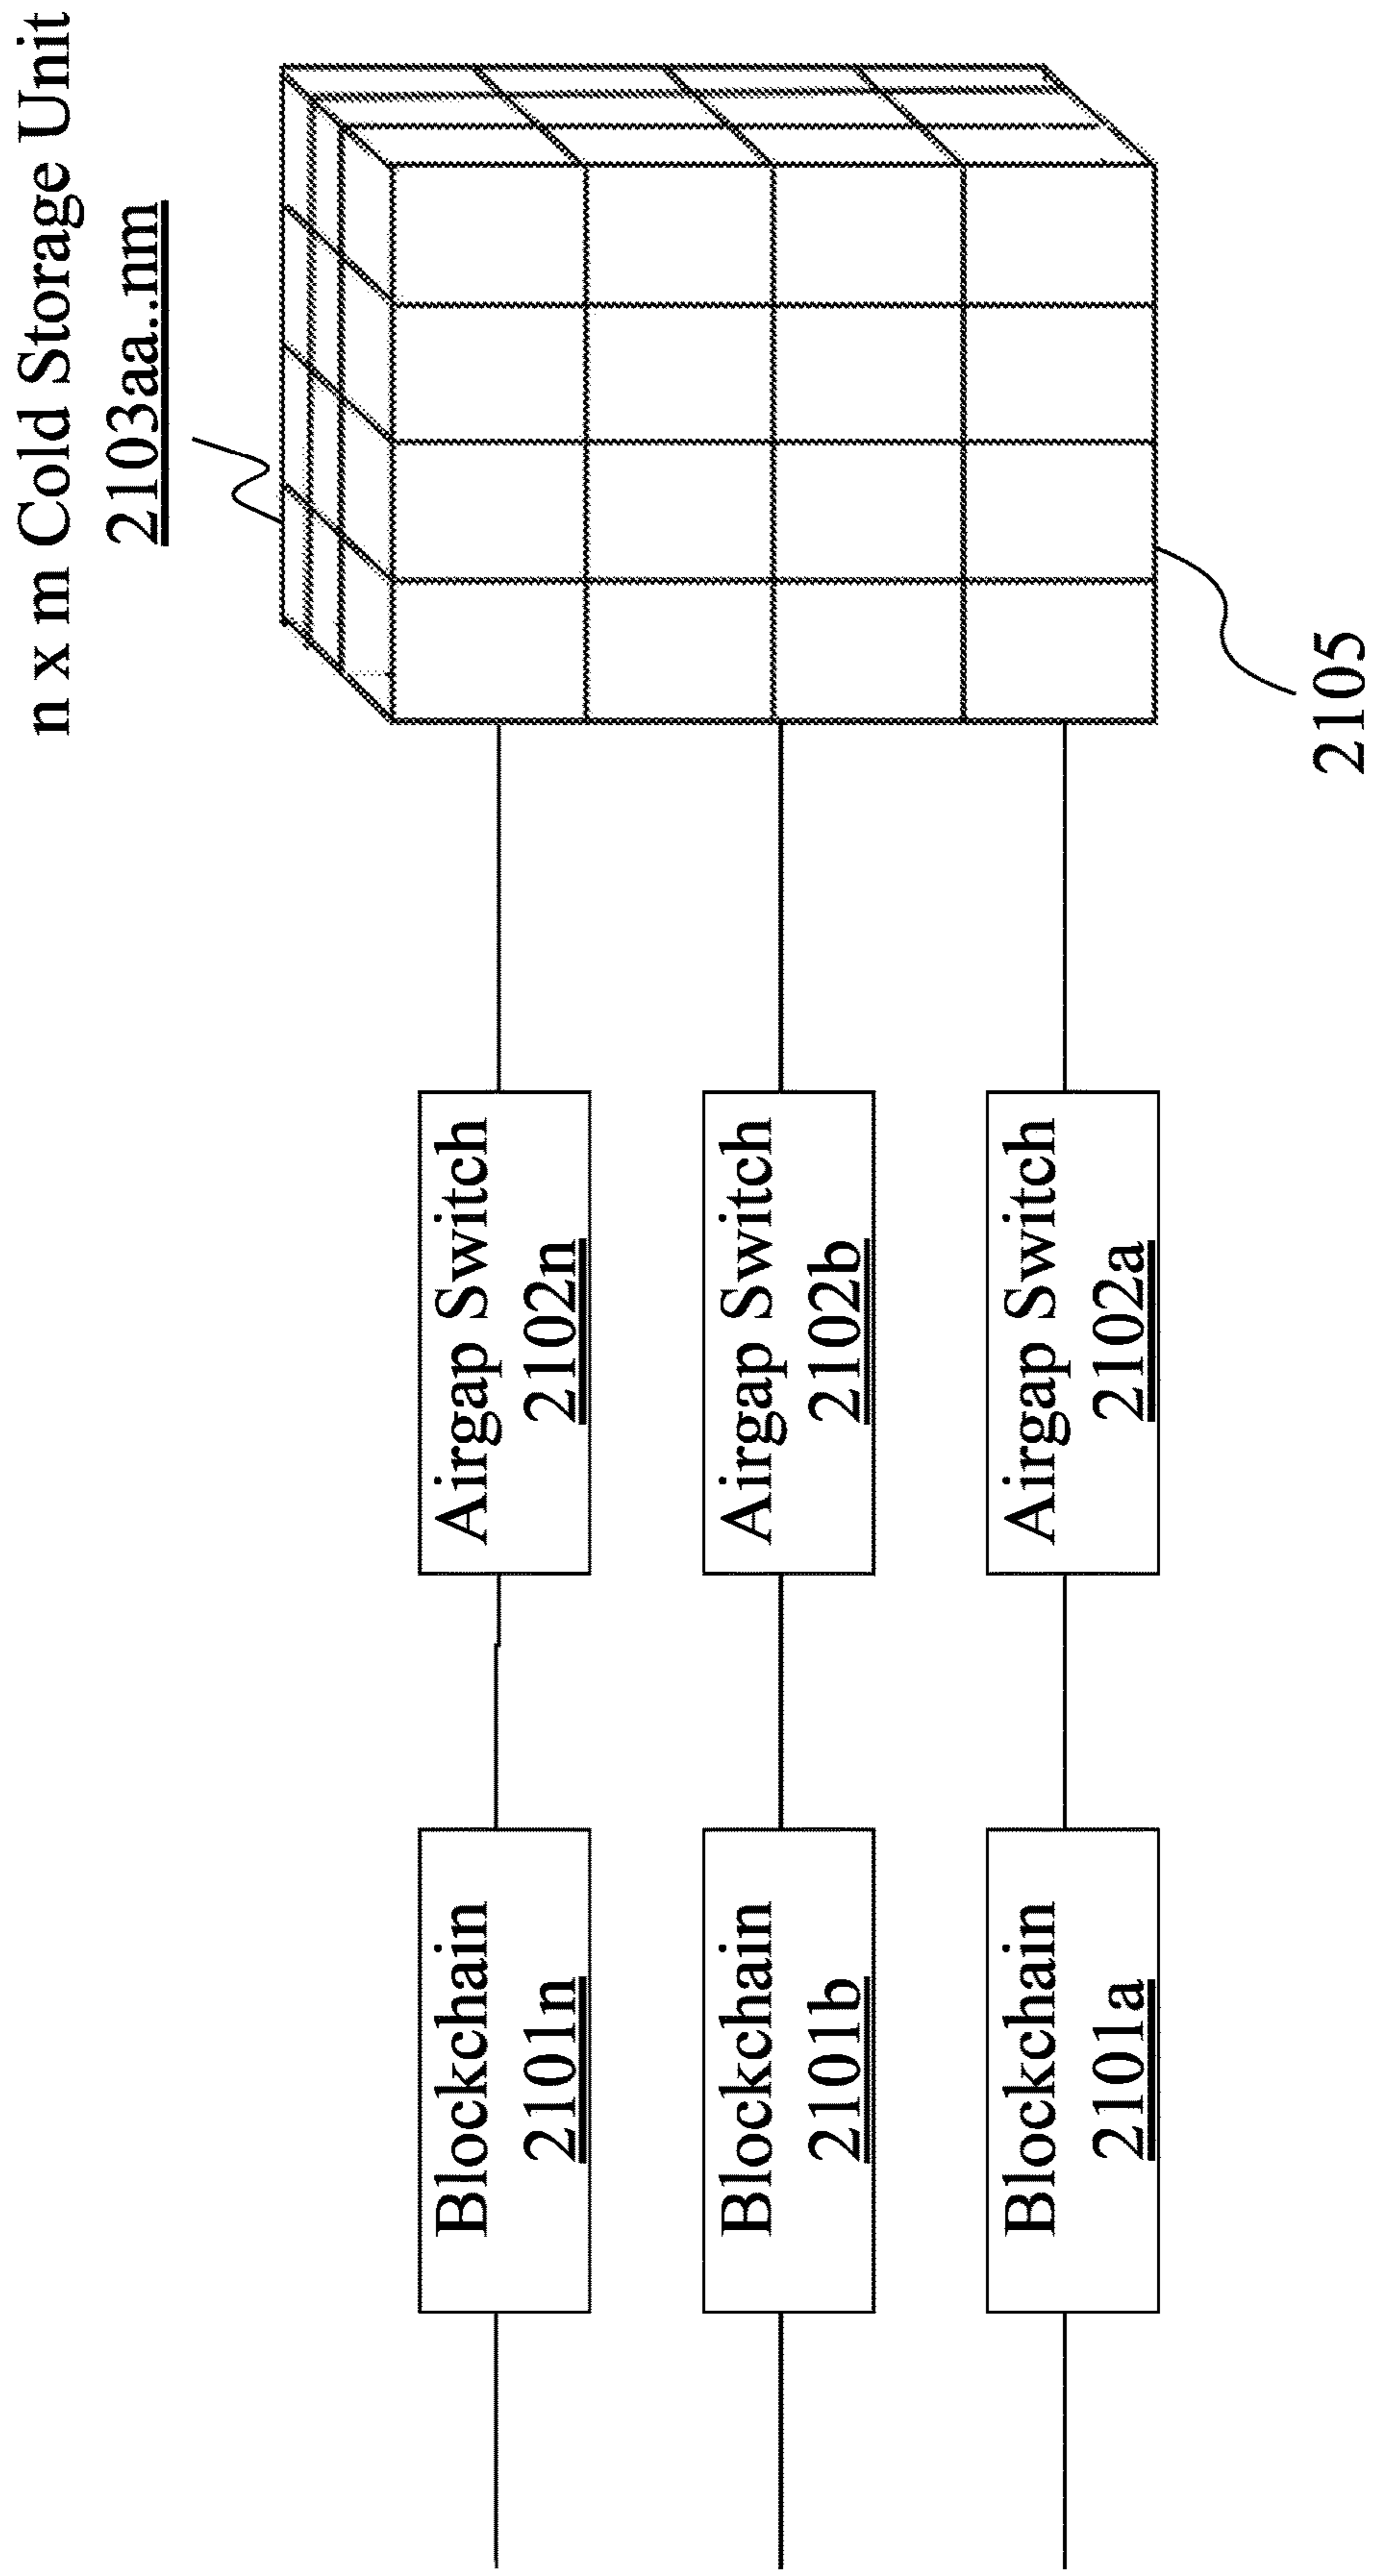 n x m Cold Storage Unit
2103aa..nm
Blockchain
2101n
Airgap Switch
2102n
Blockchain
2101b
Airgap Switch
2102b
Blockchain
2101a
Airgap Switch
2102a
2105